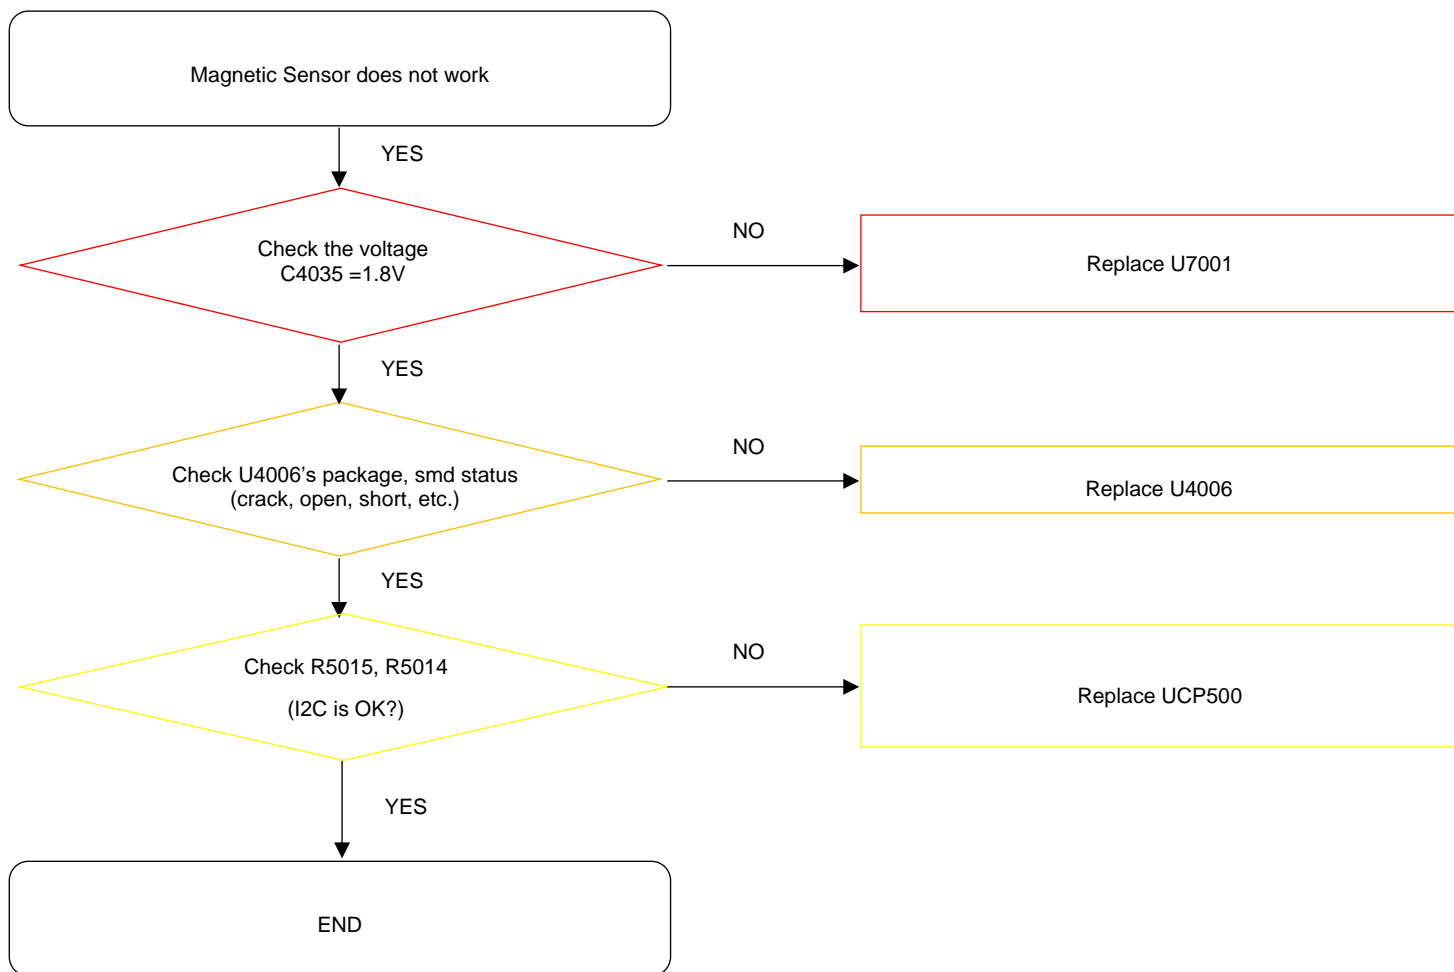 Magnetic Sensor does not work
YES
Check the voltage
C4035 =1.8V
NO
Replace U7001
YES
Check U4006’s package, smd status
(crack, open, short, etc.)
NO
Replace U4006
YES
Check R5015, R5014
(I2C is OK?)
NO
Replace UCP500
YES
END